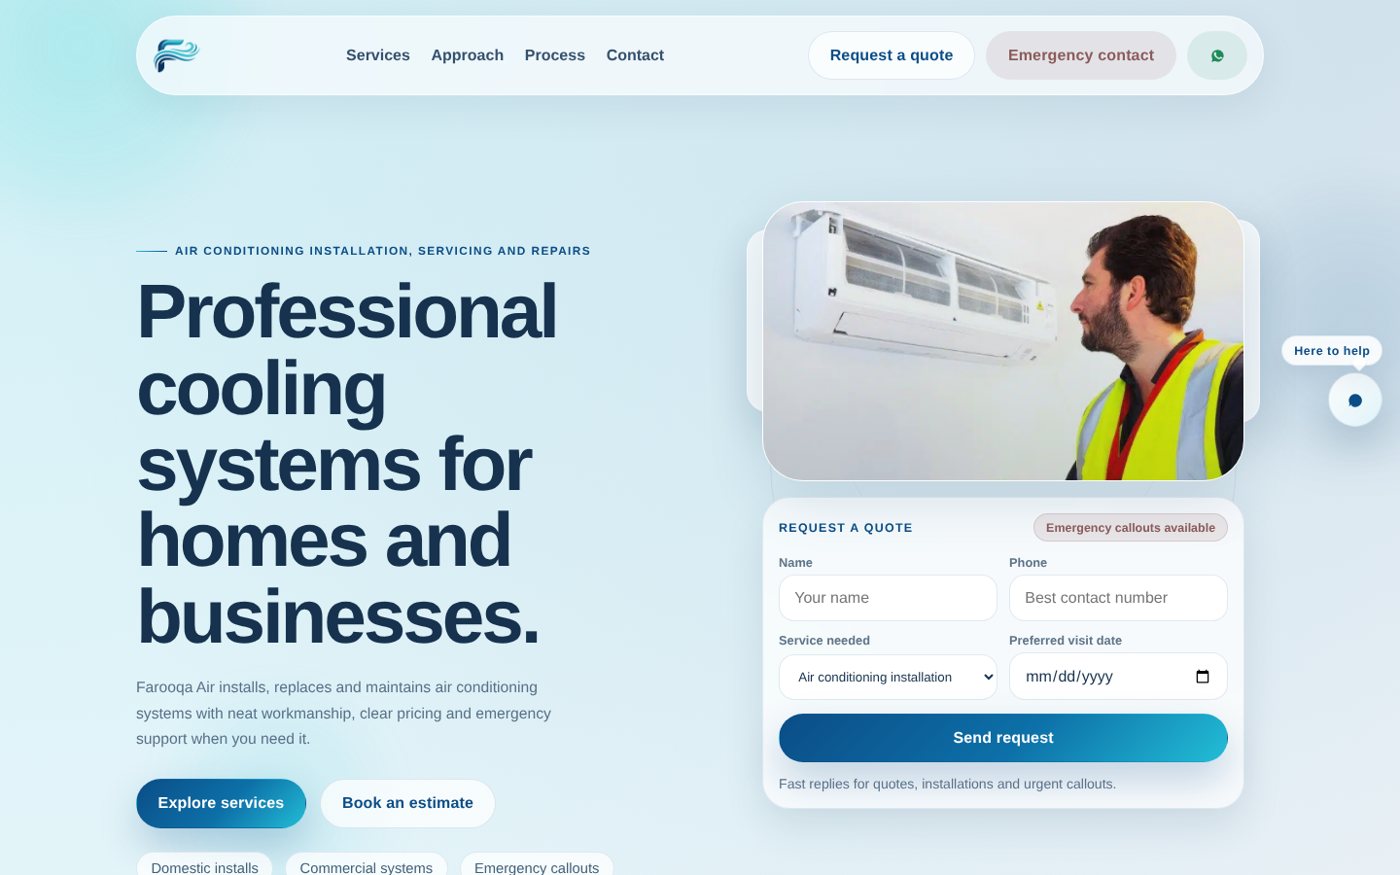 Services
Approach
Process
Contact
Request a quote
Emergency contact
AIR CONDITIONING INSTALLATION, SERVICING AND REPAIRS
Professional
cooling
systems for
homes and
businesses.
Farooqa Air installs, replaces and maintains air conditioning
systems with neat workmanship, clear pricing and emergency
support when you need it.
Explore services
Book an estimate
Domestic installs
Commercial systems
Emergency callouts
REQUEST A QUOTE
Emergency callouts available
Name
Phone
Your name
Best contact number
Service needed
Preferred visit date
Air conditioning installation
mm/dd/yyyy
Send request
Fast replies for quotes, installations and urgent callouts.
Here to help